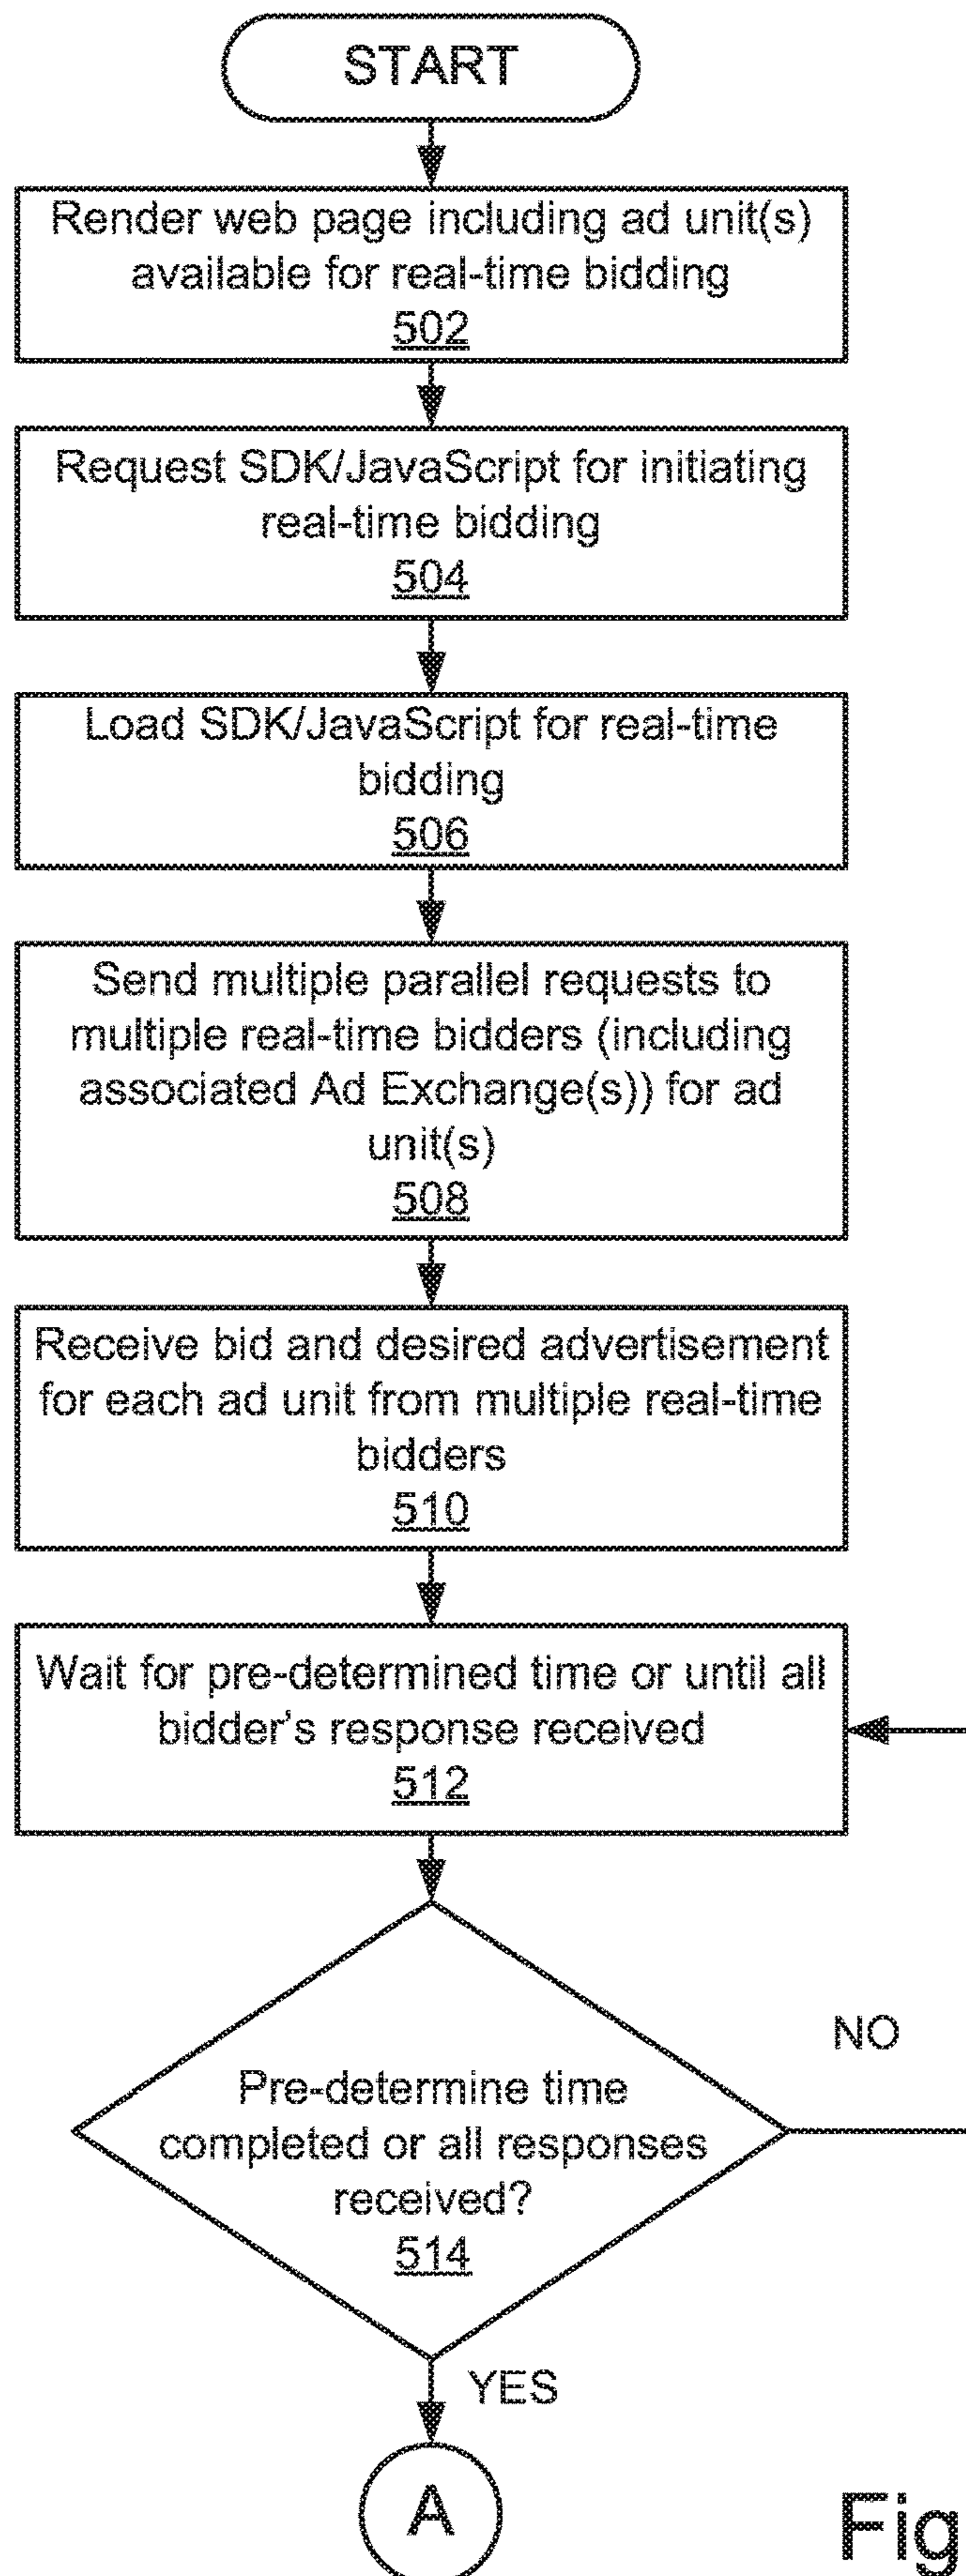 START
Render web page including ad unit(s)
available for real-time bidding
502
Request SDK/JavaScript for initiating
real-time bidding
504
Load SDK/JavaScript for real-time
bidding
506
Send multiple parallel requests to
multiple real-time bidders (including
associated Ad Exchange(s)) for ad
unit(s)
508
Receive bid and desired advertisement
for each ad unit from multiple real-time
bidders
510
Wait for pre-determined time or until all
bidder's response received
512
NO
Pre-determine time
completed or all responses
received?
514
YES
A
Fig